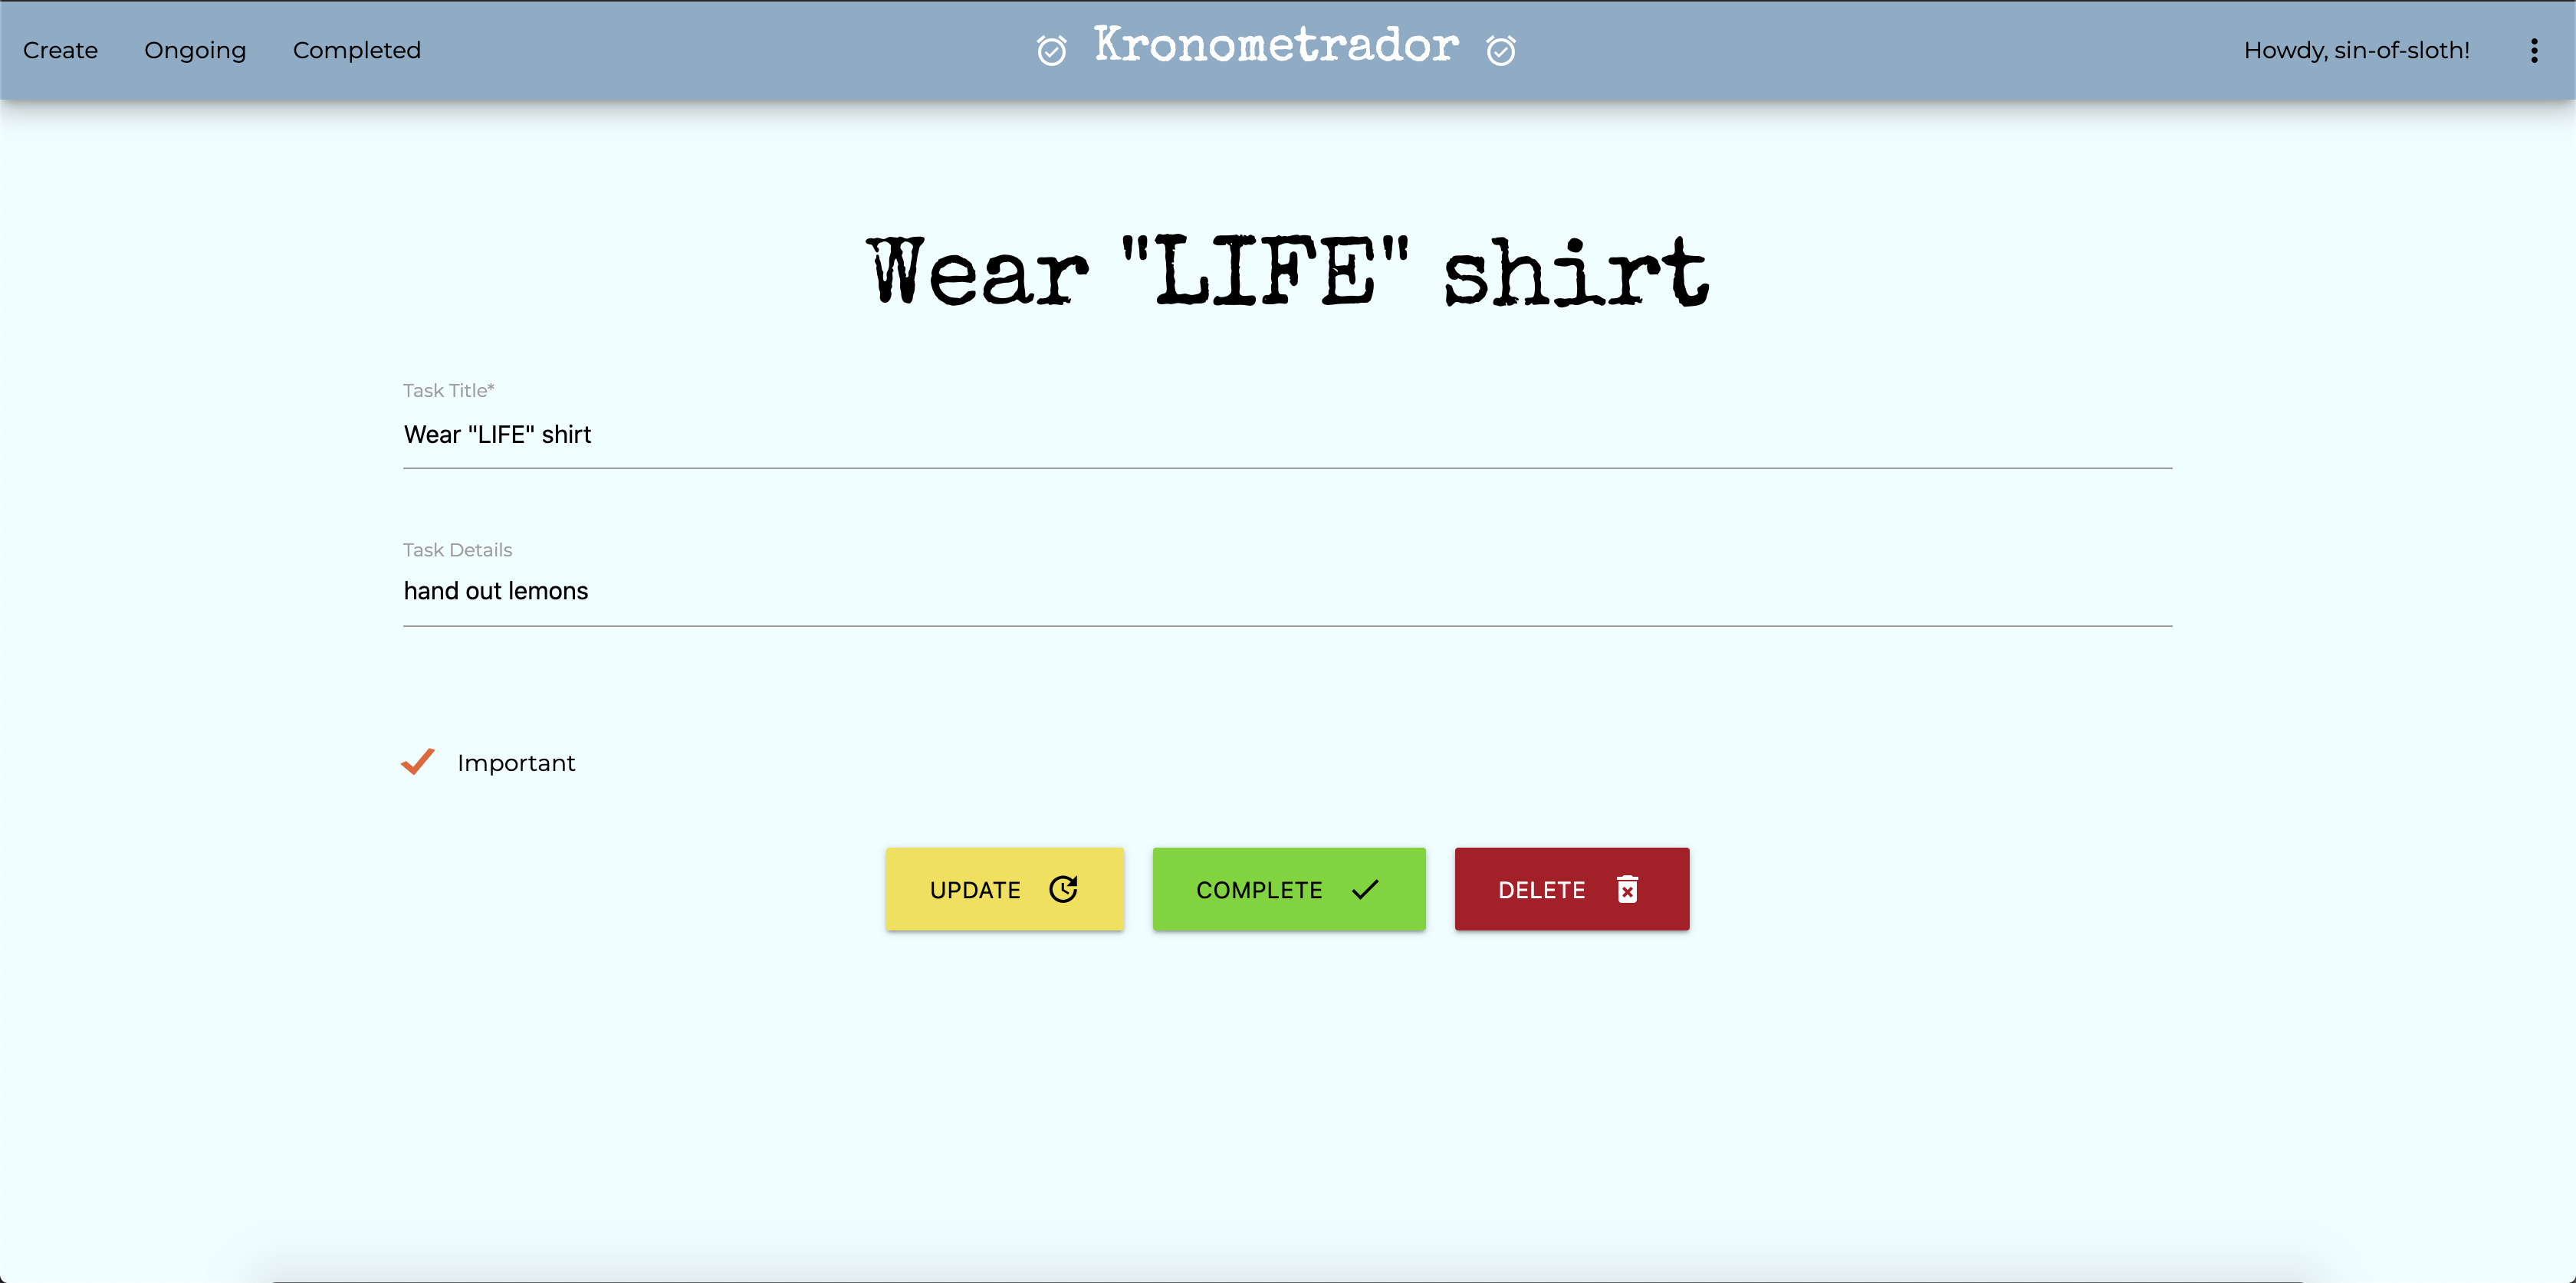 Create Ongoing Completed Kronometrador Howdy, sin-of-sloth!
Wear "LIFE" shirt
Task Title*
Wear "LIFE" shirt
Task Details
hand out lemons
Important
UPDATE COMPLETE DELETE